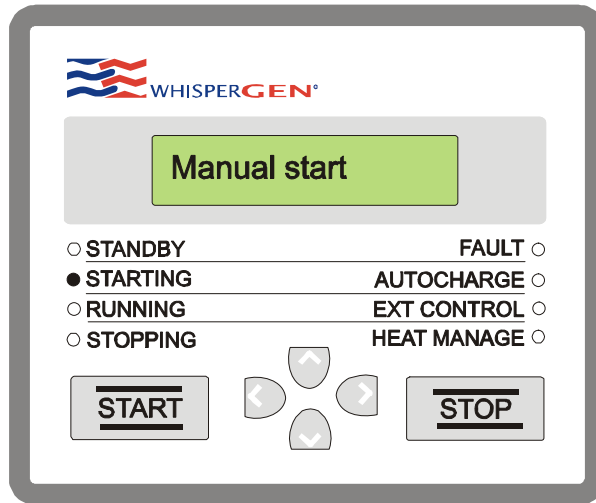 WHISPERGEN®
Manual start
STANDBY FAULT
STARTING AUTOCHARGE
RUNNING EXT CONTROL
STOPPING HEAT MANAGE
START STOP